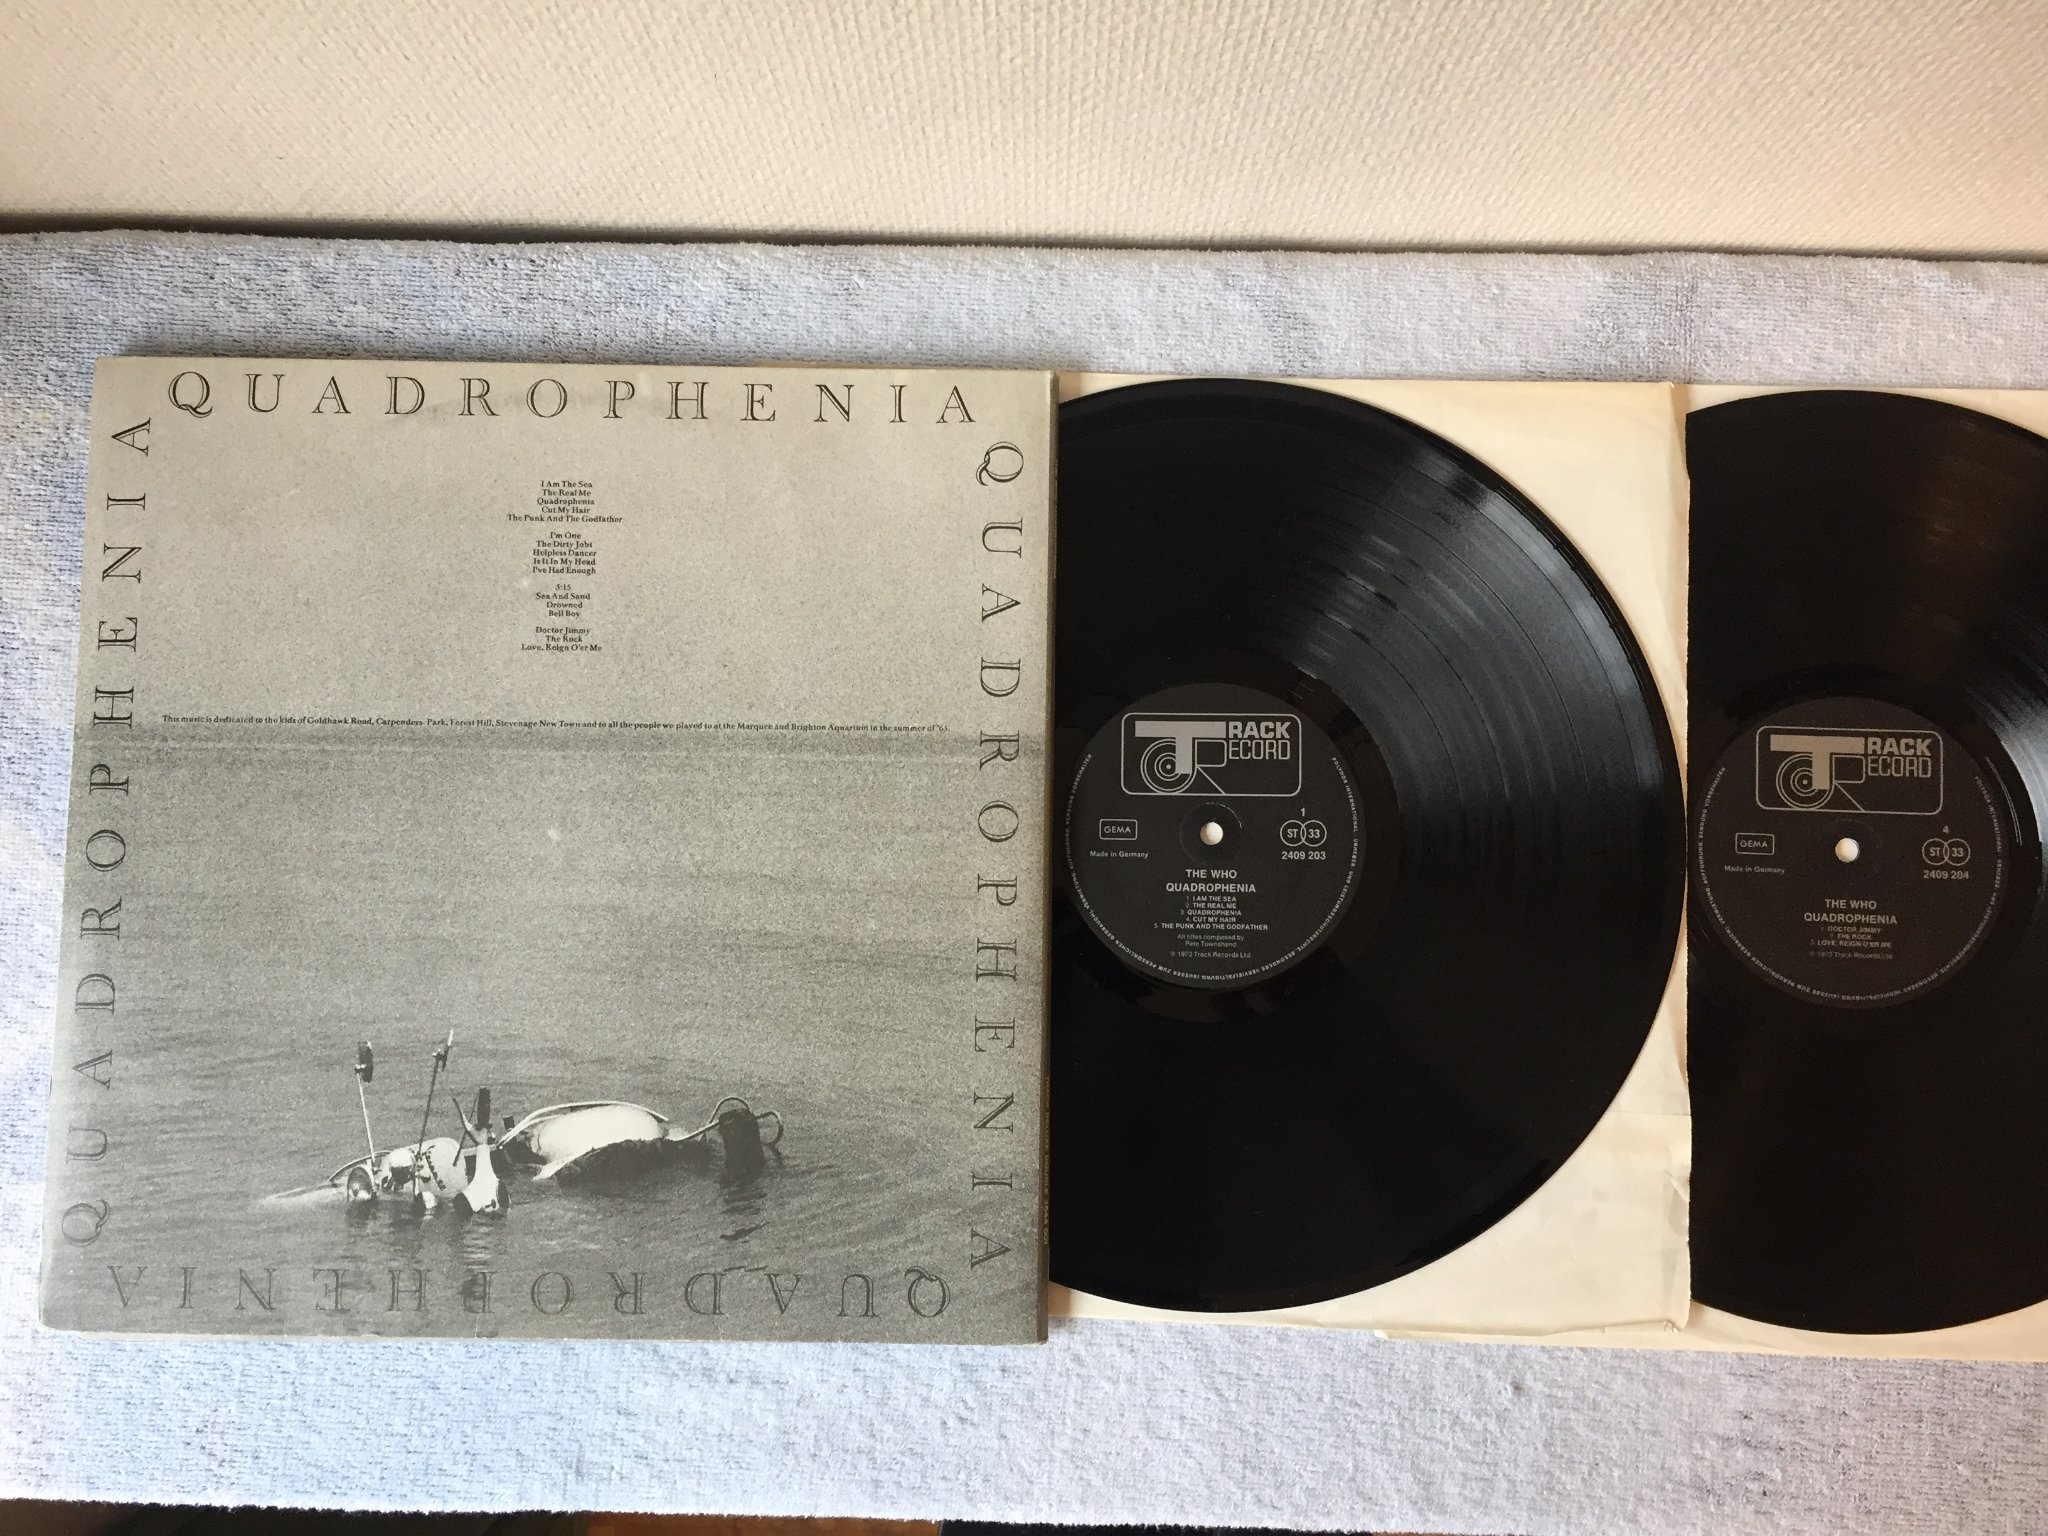 QUADROPHENIA
QUADROPHENIA
QUADROPHENIA
QUADROPHENIA
I Am The Sea
The Real Me
Quadrophenia
Cut My Hair
The Punk And The Godfather
I'm One
The Dirty Jobs
Helpless Dancer
Is It In My Head
I've Had Enough
5:15
Sea And Sand
Drowned
Bell Boy
Doctor Jimmy
The Rock
Love, Reign O'er Me
This music is dedicated to the kids of Goldhawk Road, Carpenders Park, Forest Hill, Stevenage New Town and to all the people we played to at the Marquee and Brighton Aquarium in the summer of '65.
TRACK
RECORD
GEMA
1
ST 33
Made in Germany
2409 203
THE WHO
QUADROPHENIA
1. I AM THE SEA
2. THE REAL ME
3. QUADROPHENIA
4. CUT MY HAIR
5. THE PUNK AND THE GODFATHER
All titles composed by
Pete Townshend
℗ 1973 Track Records Ltd.
TRACK
RECORD
GEMA
4
ST 33
Made in Germany
2409 204
THE WHO
QUADROPHENIA
1. DOCTOR JIMMY
2. THE ROCK
3. LOVE, REIGN O'ER ME
℗ 1973 Track Records Ltd.